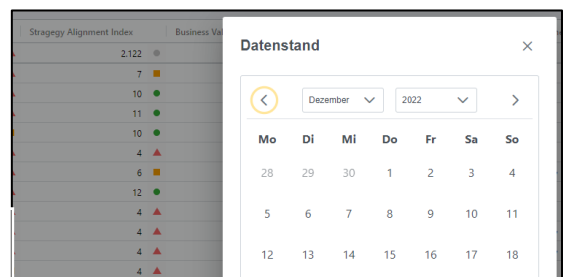 Stragegy Alignment Index Business Val
Datenstand
2.122
7
10
11
10
4
6
12
4
4
4
4
Dezember 2022
Mo Di Mi Do Fr Sa So
28 29 30 1 2 3 4
5 6 7 8 9 10 11
12 13 14 15 16 17 18